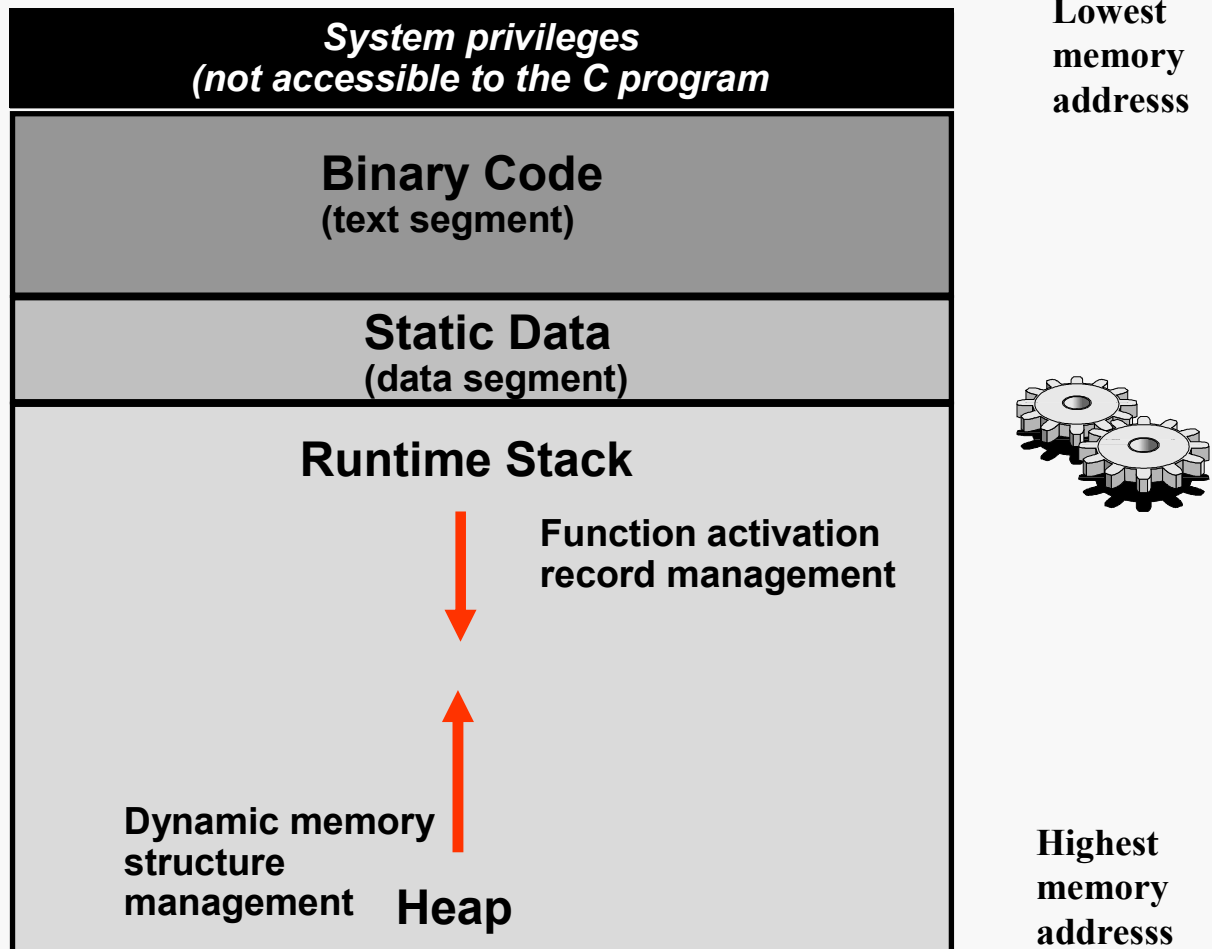 System privileges
(not accessible to the C program
Lowest
memory
addresss
Binary Code
(text segment)
Static Data
(data segment)
Runtime Stack
Function activation
record management
Dynamic memory
structure
management
Heap
Highest
memory
addresss